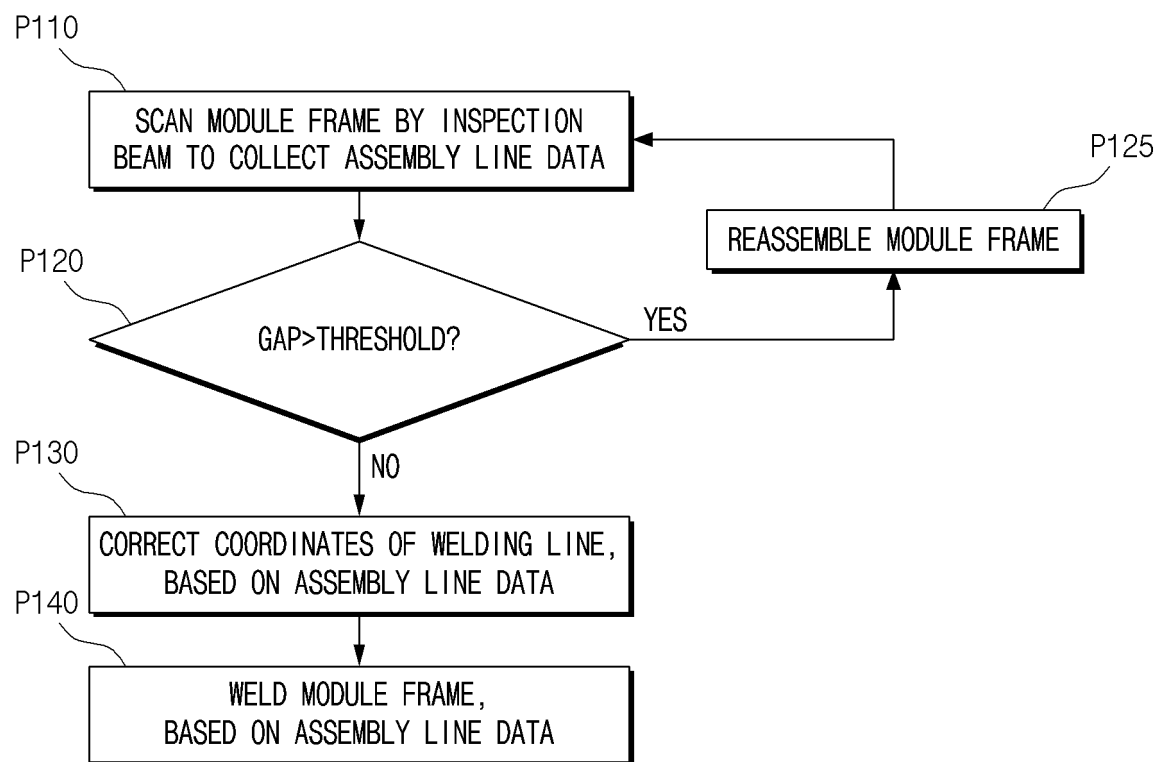 P110
SCAN MODULE FRAME BY INSPECTION
BEAM TO COLLECT ASSEMBLY LINE DATA
P125
REASSEMBLE MODULE FRAME
P120
GAP>THRESHOLD?
YES
NO
P130
CORRECT COORDINATES OF WELDING LINE,
BASED ON ASSEMBLY LINE DATA
P140
WELD MODULE FRAME,
BASED ON ASSEMBLY LINE DATA